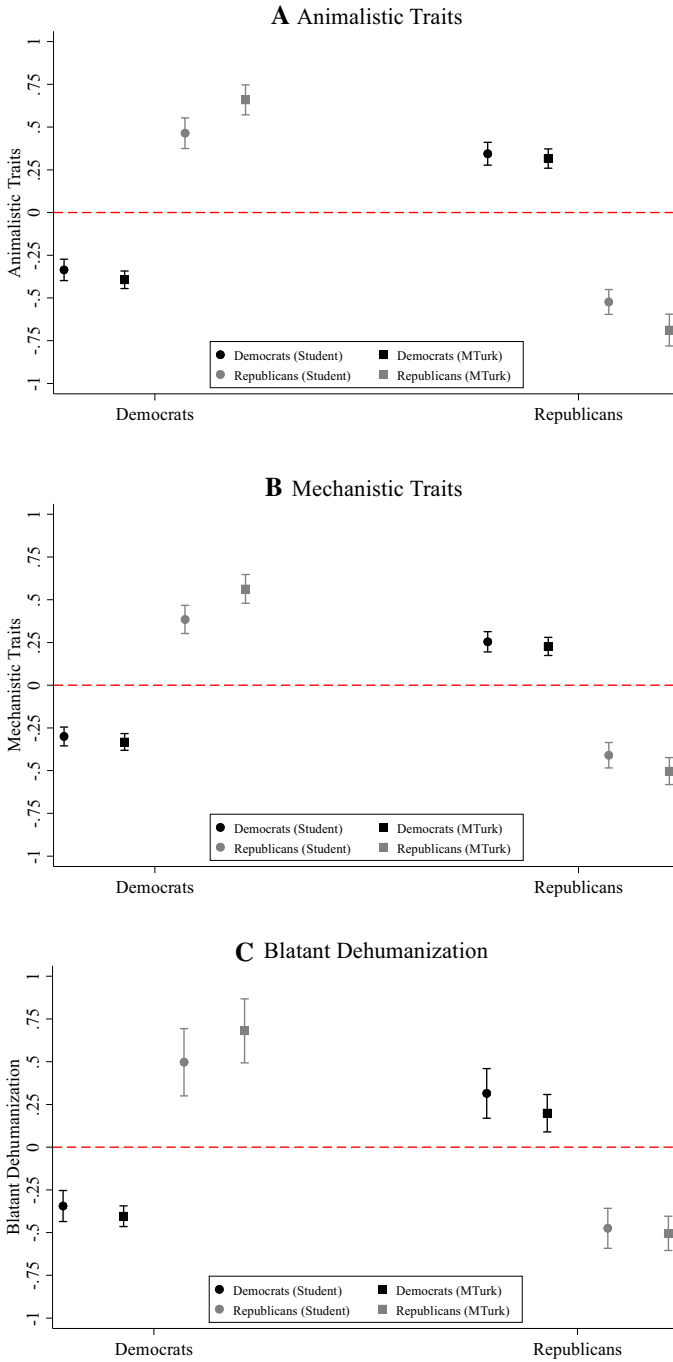 A Animalistic Traits
Animalistic Traits
1
.75
.5
.25
0
-.25
-.5
-.75
-1
Democrats (Student) Democrats (MTurk)
Republicans (Student) Republicans (MTurk)
Democrats Republicans
B Mechanistic Traits
Mechanistic Traits
1
.75
.5
.25
0
-.25
-.5
-.75
-1
Democrats (Student) Democrats (MTurk)
Republicans (Student) Republicans (MTurk)
Democrats Republicans
C Blatant Dehumanization
Blatant Dehumanization
1
.75
.5
.25
0
-.25
-.5
-.75
-1
Democrats (Student) Democrats (MTurk)
Republicans (Student) Republicans (MTurk)
Democrats Republicans